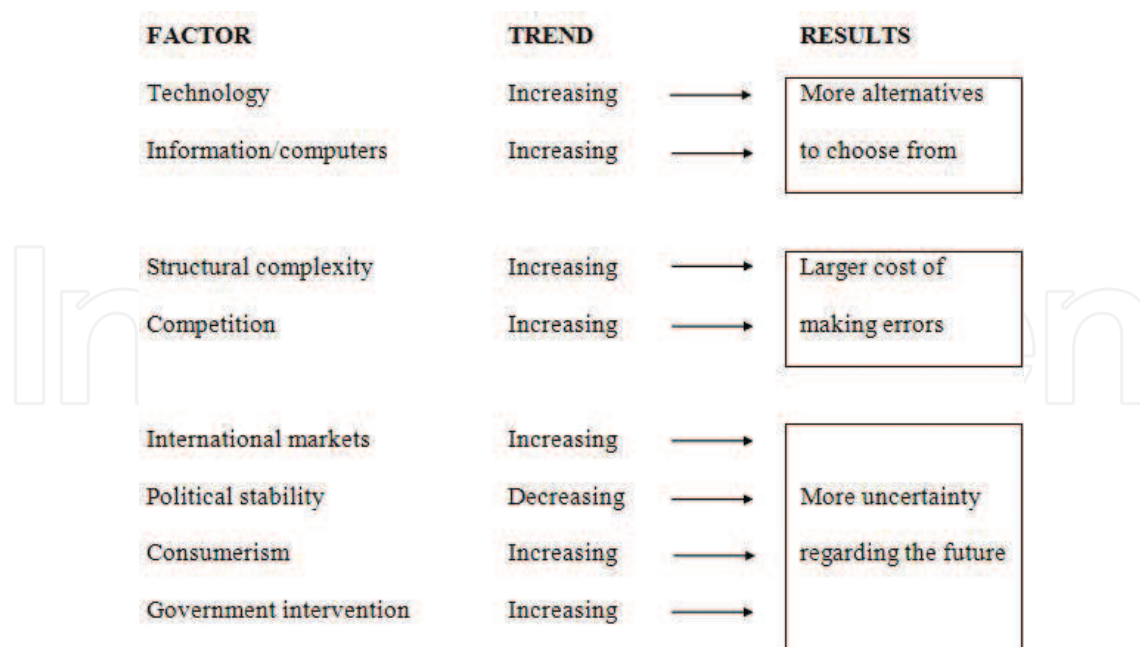 FACTOR TREND RESULTS
Technology Increasing More alternatives
Information/computers Increasing to choose from
Structural complexity Increasing Larger cost of
Competition Increasing making errors
International markets Increasing
Political stability Decreasing More uncertainty
Consumerism Increasing regarding the future
Government intervention Increasing